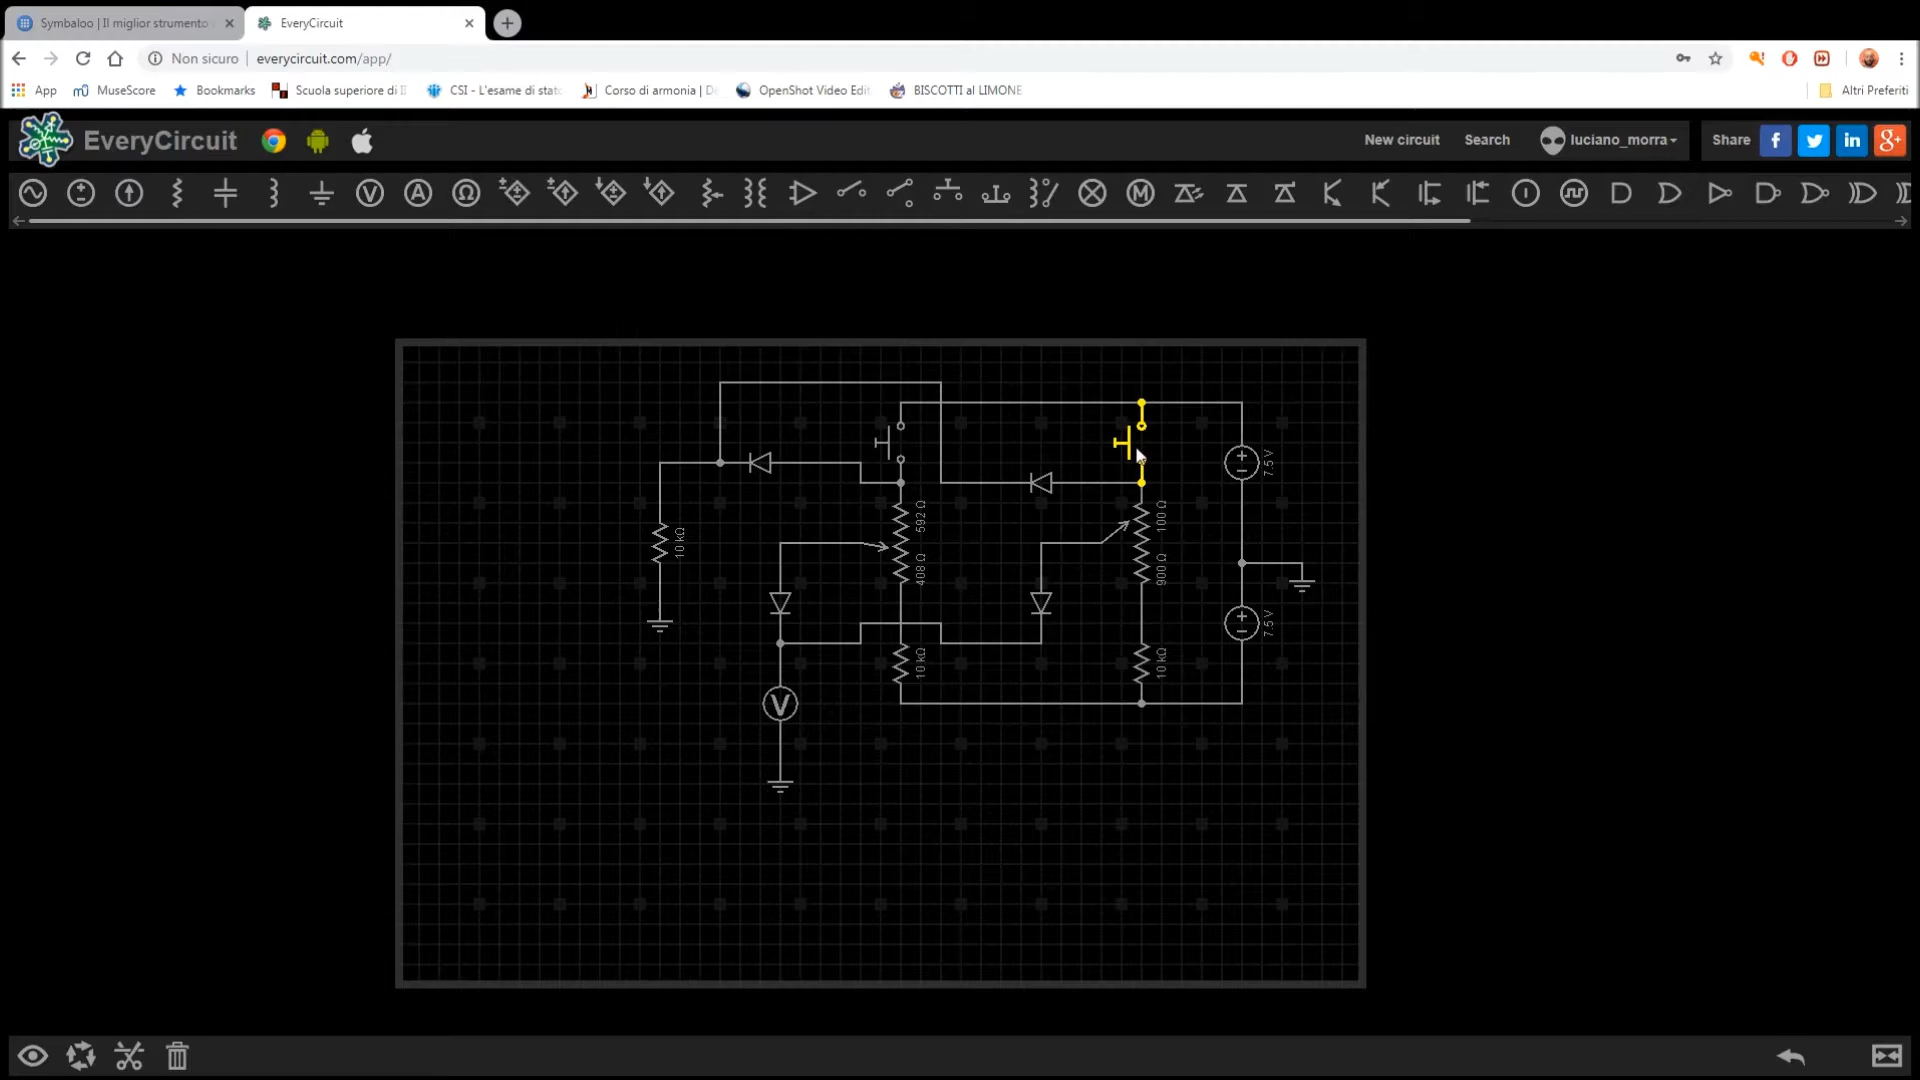 Symbaloo | Il miglior strumento
EveryCircuit
Non sicuro
everycircuit.com/app/
App
MuseScore
Bookmarks
Scuola superiore di
CSI - L'esame di stat
Corso di armonia | D
OpenShot Video Edit
BISCOTTI al LIMONE
Altri Preferiti
EveryCircuit
New circuit
Search
luciano_morra
Share
f
in
g+
V
A
Ω
M
7.5 V
592 Ω
100 Ω
10 kΩ
408 Ω
900 Ω
7.5 V
10 kΩ
10 kΩ
V